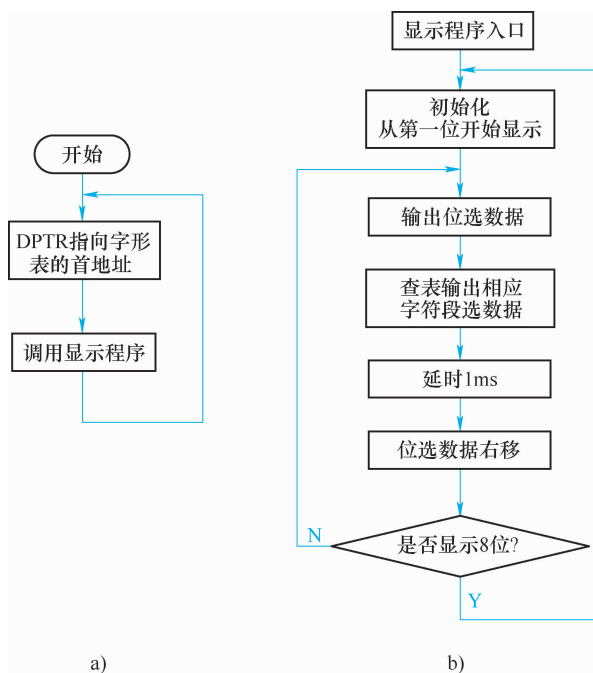 开始
DPTR指向字形
表的首地址
调用显示程序
a)
显示程序入口
初始化
从第一位开始显示
输出位选数据
查表输出相应
字符段选数据
延时1ms
位选数据右移
是否显示8位?
N
Y
b)